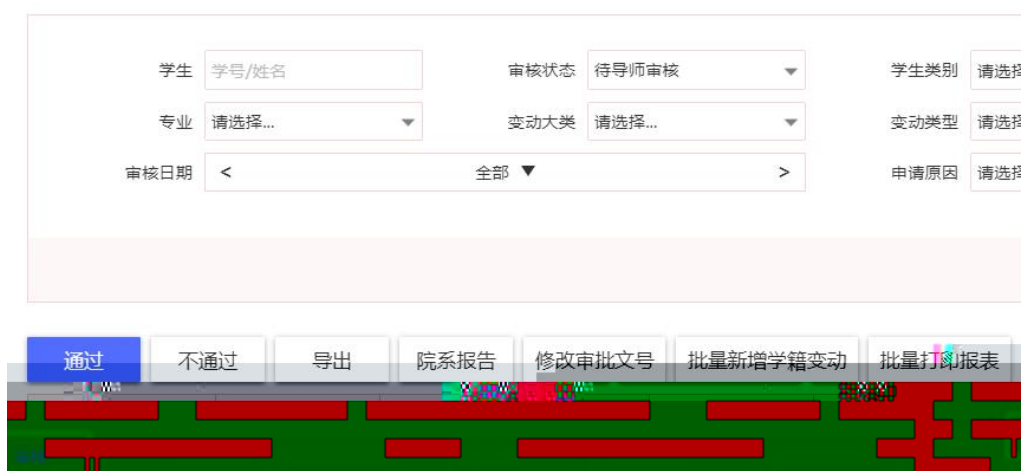 学生 学号/姓名 审核状态 待导师审核 学生类别 请选择
专业 请选择... 变动大类 请选择... 变动类型 请选择
审核日期 < 全部 ▼ > 申请原因 请选择
通过 不通过 导出 院系报告 修改审批文号 批量新增学籍变动 批量打印报表